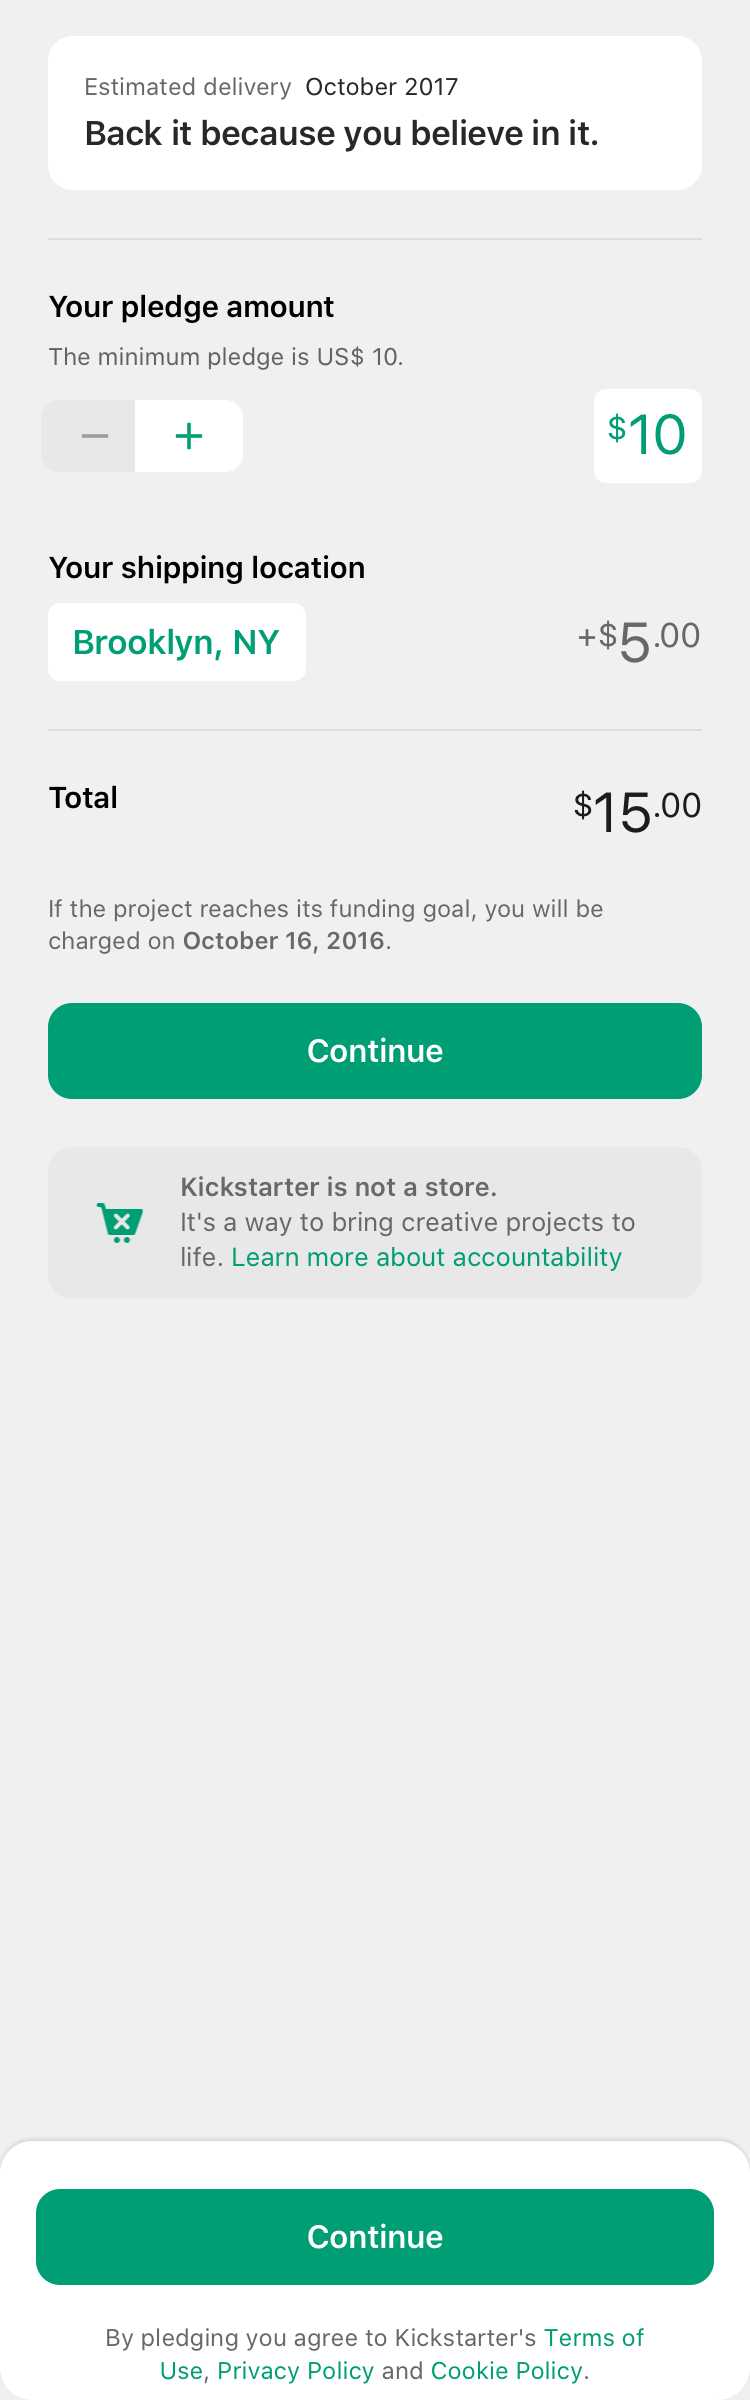 Estimated delivery October 2017
Back it because you believe in it.
Your pledge amount
The minimum pledge is US$ 10.
− + $10
Your shipping location
Brooklyn, NY +$5.00
Total $15.00
If the project reaches its funding goal, you will be
charged on October 16, 2016.
Continue
Kickstarter is not a store.
It's a way to bring creative projects to
life. Learn more about accountability
Continue
By pledging you agree to Kickstarter's Terms of
Use, Privacy Policy and Cookie Policy.